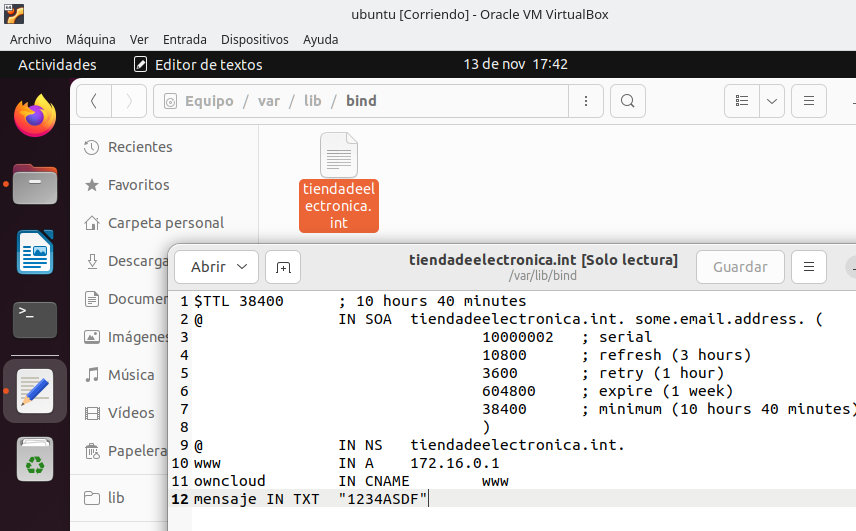 ubuntu [Corriendo] - Oracle VM VirtualBox
Archivo Máquina Ver Entrada Dispositivos Ayuda
Actividades Editor de textos 13 de nov 17:42
Equipo / var / lib / bind
Recientes
Favoritos
Carpeta personal
Descarga
Documen
Imágenes
Música
Vídeos
Papelera
lib
tiendadeel
ectronica.
int
Abrir tiendadeelectronica.int [Solo lectura] Guardar
/var/lib/bind
1 $TTL 38400 ; 10 hours 40 minutes
2 @ IN SOA tiendadeelectronica.int. some.email.address. (
3 10000002 ; serial
4 10800 ; refresh (3 hours)
5 3600 ; retry (1 hour)
6 604800 ; expire (1 week)
7 38400 ; minimum (10 hours 40 minutes)
8 )
9 @ IN NS tiendadeelectronica.int.
10 www IN A 172.16.0.1
11 owncloud IN CNAME www
12 mensaje IN TXT "1234ASDF"